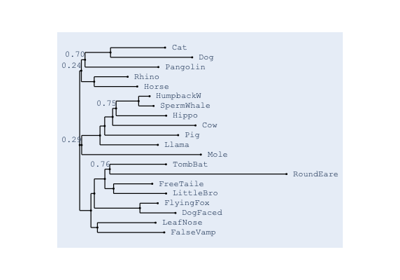 Cat
0.70
Dog
0.24
Pangolin
Rhino
Horse
HumpbackW
0.75
SpermWhale
Hippo
Cow
Pig
0.29
Llama
Mole
0.76
TombBat
RoundEare
FreeTaile
LittleBro
FlyingFox
DogFaced
LeafNose
FalseVamp